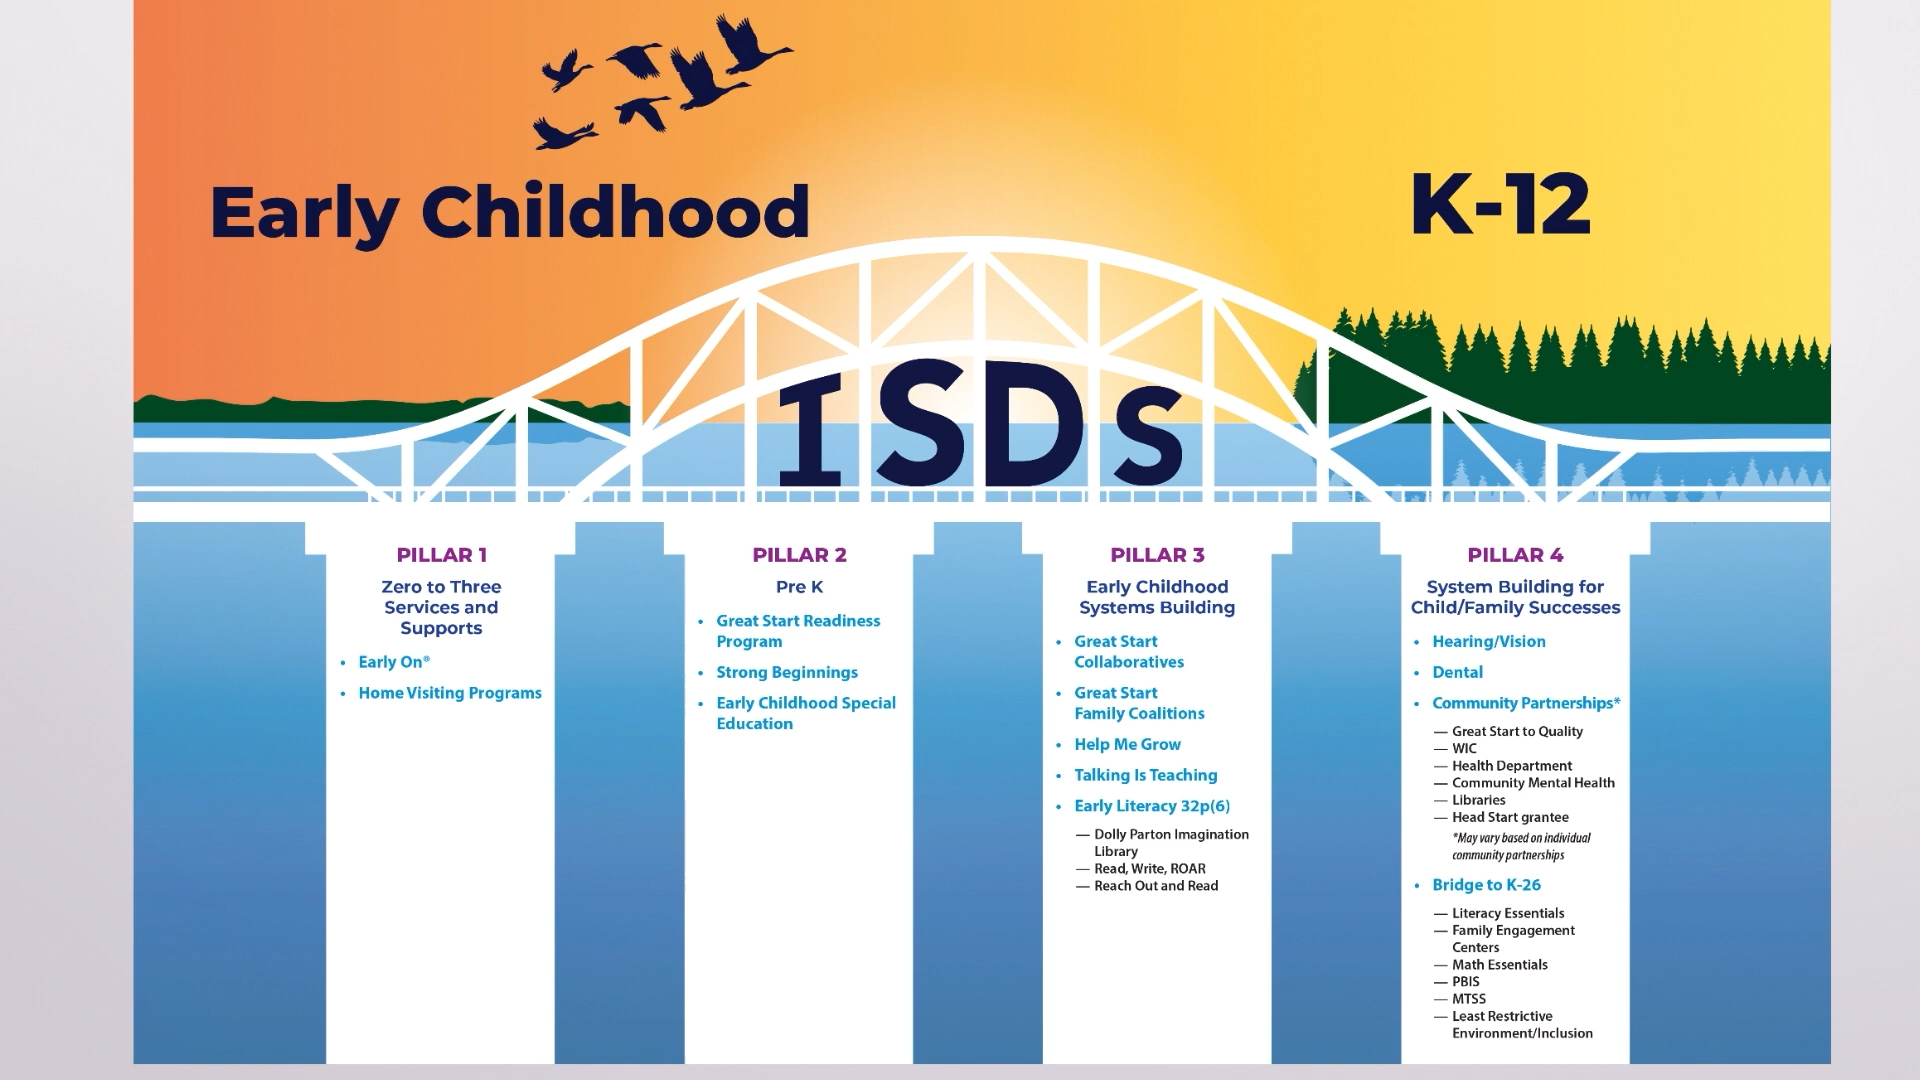 Early Childhood
K-12
ISDs
PILLAR 1
Zero to Three
Services and
Supports
• Early On®
• Home Visiting Programs
PILLAR 2
Pre K
• Great Start Readiness
Program
• Strong Beginnings
• Early Childhood Special
Education
PILLAR 3
Early Childhood
Systems Building
• Great Start
Collaboratives
• Great Start
Family Coalitions
• Help Me Grow
• Talking Is Teaching
• Early Literacy 32p(6)
— Dolly Parton Imagination
Library
— Read, Write, ROAR
— Reach Out and Read
PILLAR 4
System Building for
Child/Family Successes
• Hearing/Vision
• Dental
• Community Partnerships*
— Great Start to Quality
— WIC
— Health Department
— Community Mental Health
— Libraries
— Head Start grantee
*May vary based on individual
community partnerships
• Bridge to K-26
— Literacy Essentials
— Family Engagement
Centers
— Math Essentials
— PBIS
— MTSS
— Least Restrictive
Environment/Inclusion